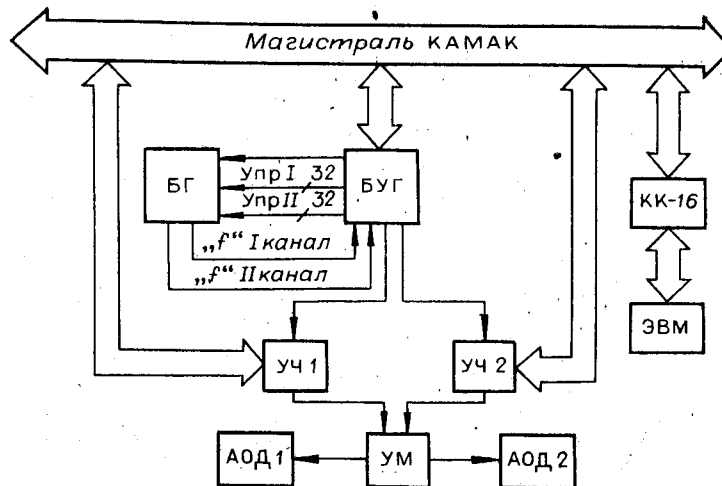 Магистраль КАМАК
БГ
Упр I 32
Упр II 32
БУГ
КК-16
„f“ I канал
„f“ II канал
ЭВМ
УЧ 1
УЧ 2
АОД 1
УМ
АОД 2